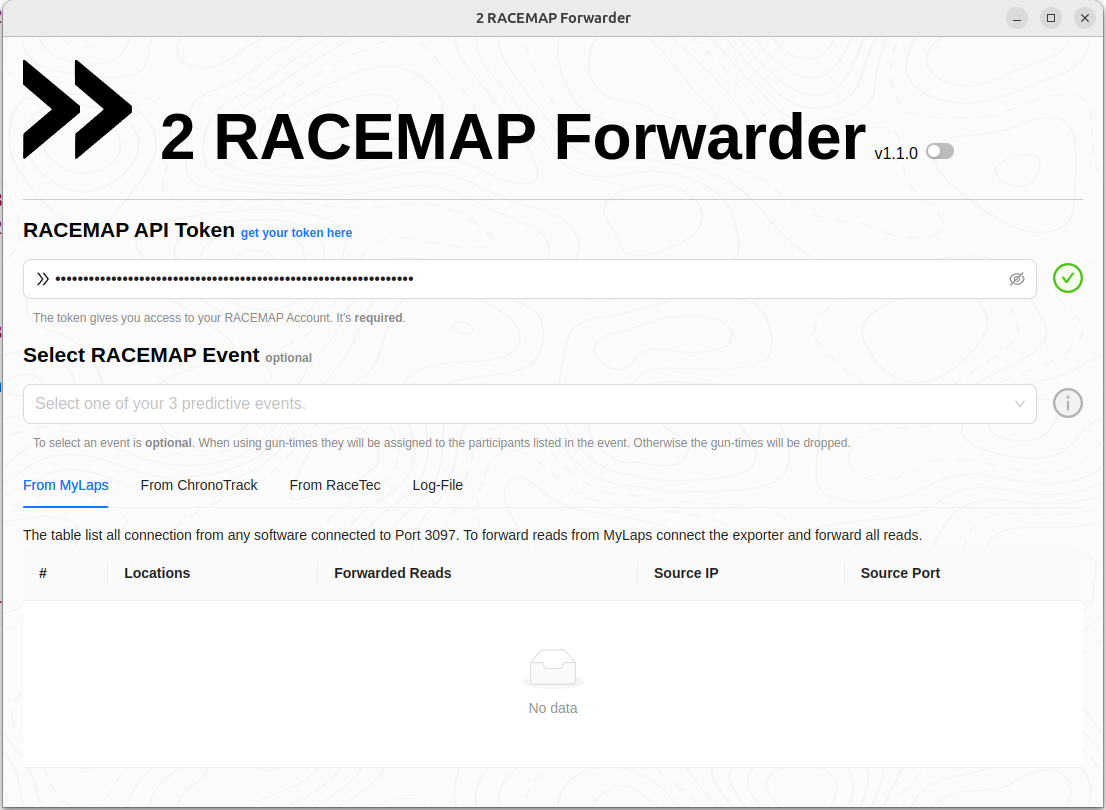 2 RACEMAP Forwarder
2 RACEMAP Forwarder v1.1.0
RACEMAP API Token get your token here
••••••••••••••••••••••••••••••••••••••••••••••••••••••••••••••••
The token gives you access to your RACEMAP Account. It's required.
Select RACEMAP Event optional
Select one of your 3 predictive events.
To select an event is optional. When using gun-times they will be assigned to the participants listed in the event. Otherwise the gun-times will be dropped.
From MyLaps From ChronoTrack From RaceTec Log-File
The table list all connection from any software connected to Port 3097. To forward reads from MyLaps connect the exporter and forward all reads.
# Locations Forwarded Reads Source IP Source Port
No data